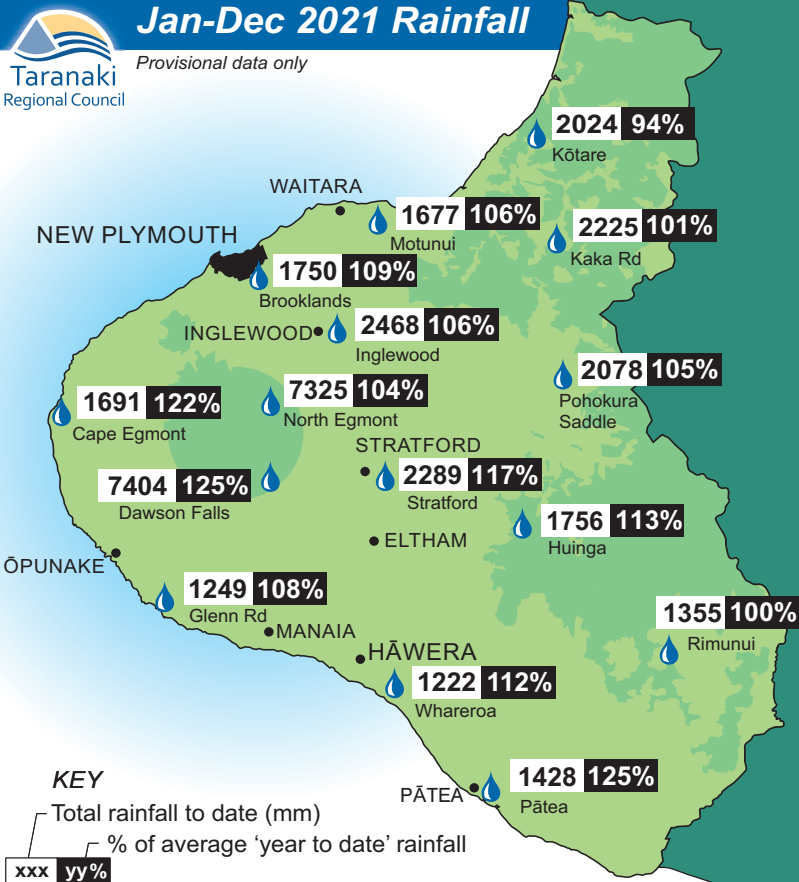 Jan-Dec 2021 Rainfall
Provisional data only
Taranaki
Regional Council
2024 94%
Kōtare
WAITARA
1677 106%
Motunui
2225 101%
Kaka Rd
NEW PLYMOUTH
1750 109%
Brooklands
INGLEWOOD
2468 106%
Inglewood
2078 105%
Pohokura
Saddle
1691 122%
Cape Egmont
7325 104%
North Egmont
STRATFORD
2289 117%
Stratford
7404 125%
Dawson Falls
1756 113%
Huinga
ELTHAM
ŌPUNAKE
1249 108%
Glenn Rd
1355 100%
Rimunui
MANAIA
HĀWERA
1222 112%
Whareroa
PĀTEA
1428 125%
Pātea
KEY
Total rainfall to date (mm)
% of average ‘year to date’ rainfall
xxx yy%